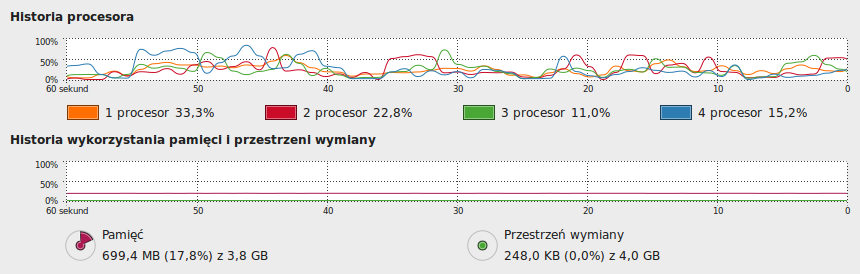 Historia procesora
100%
50%
0%
60 sekund 50 40 30 20 10 0
1 procesor 33,3% 2 procesor 22,8% 3 procesor 11,0% 4 procesor 15,2%
Historia wykorzystania pamięci i przestrzeni wymiany
100%
50%
0%
60 sekund 50 40 30 20 10 0
Pamięć Przestrzeń wymiany
699,4 MB (17,8%) z 3,8 GB 248,0 KB (0,0%) z 4,0 GB